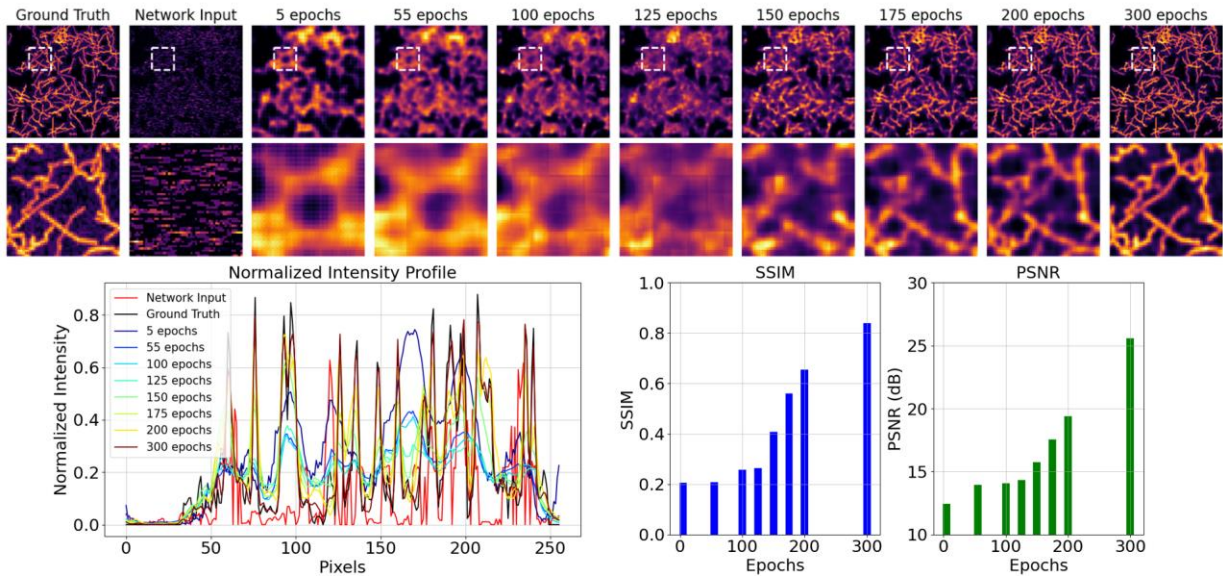 Ground Truth Network Input 5 epochs 55 epochs 100 epochs 125 epochs 150 epochs 175 epochs 200 epochs 300 epochs
Normalized Intensity Profile
Normalized Intensity
0.8
0.6
0.4
0.2
0.0
Network Input
Ground Truth
5 epochs
55 epochs
100 epochs
125 epochs
150 epochs
175 epochs
200 epochs
300 epochs
0 50 100 150 200 250
Pixels
SSIM
SSIM
1.0
0.8
0.6
0.4
0.2
0.0
0 100 200 300
Epochs
PSNR
PSNR (dB)
30
25
20
15
10
0 100 200 300
Epochs